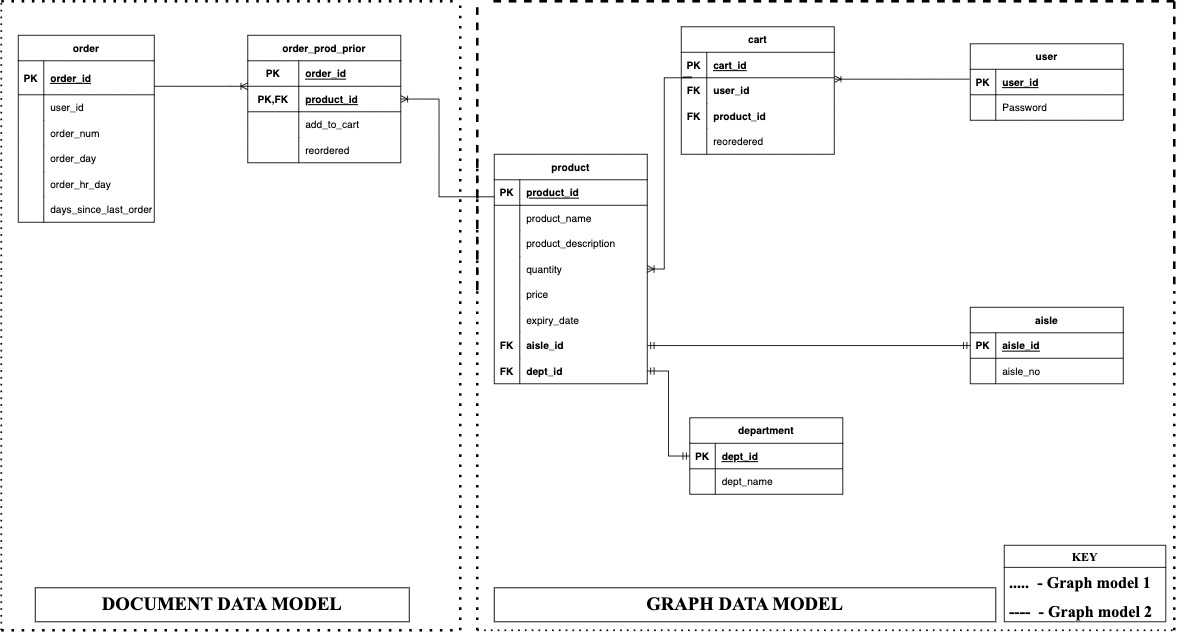 order
PK order_id
user_id
order_num
order_day
order_hr_day
days_since_last_order
order_prod_prior
PK order_id
PK,FK product_id
add_to_cart
reordered
DOCUMENT DATA MODEL
cart
PK cart_id
FK user_id
FK product_id
reoredered
user
PK user_id
Password
product
PK product_id
product_name
product_description
quantity
price
expiry_date
FK aisle_id
FK dept_id
aisle
PK aisle_id
aisle_no
department
PK dept_id
dept_name
GRAPH DATA MODEL
KEY
..... - Graph model 1
---- - Graph model 2